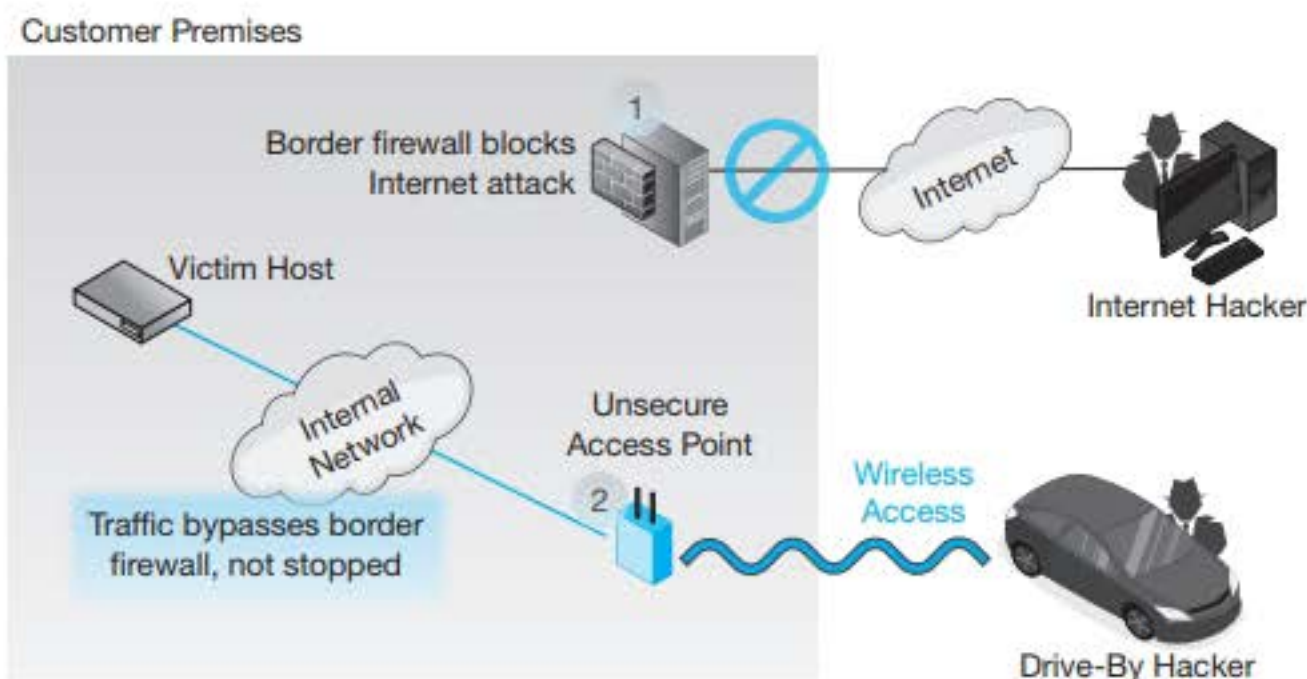 Customer Premises
1
Border firewall blocks
Internet attack
Internet
Internet Hacker
Victim Host
Internal
Network
Unsecure
Access Point
2
Wireless
Access
Traffic bypasses border
firewall, not stopped
Drive-By Hacker